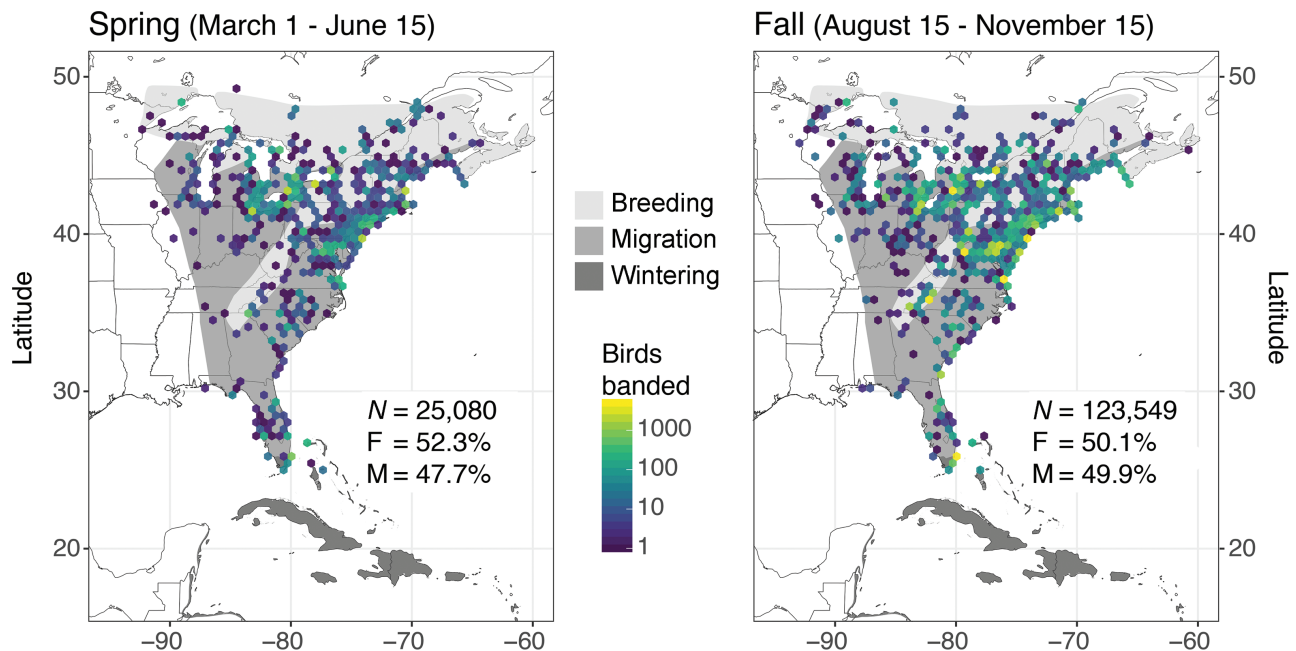 Spring (March 1 - June 15)
Fall (August 15 - November 15)
50
40
30
20
Latitude
−90
−80
−70
−60
N = 25,080
F = 52.3%
M = 47.7%
Breeding
Migration
Wintering
Birds
banded
1000
100
10
1
N = 123,549
F = 50.1%
M = 49.9%
50
40
30
20
Latitude
−90
−80
−70
−60